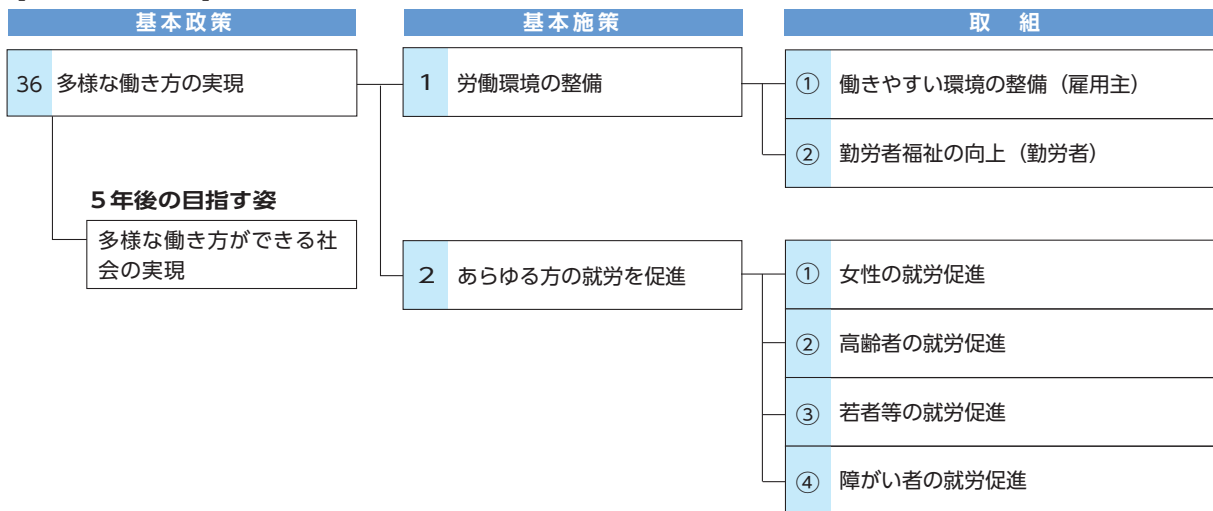 基本政策
基本施策
取　組
36 多様な働き方の実現
1 労働環境の整備
① 働きやすい環境の整備（雇用主）
② 勤労者福祉の向上（勤労者）
５年後の目指す姿
多様な働き方ができる社
会の実現
2 あらゆる方の就労を促進
① 女性の就労促進
② 高齢者の就労促進
③ 若者等の就労促進
④ 障がい者の就労促進